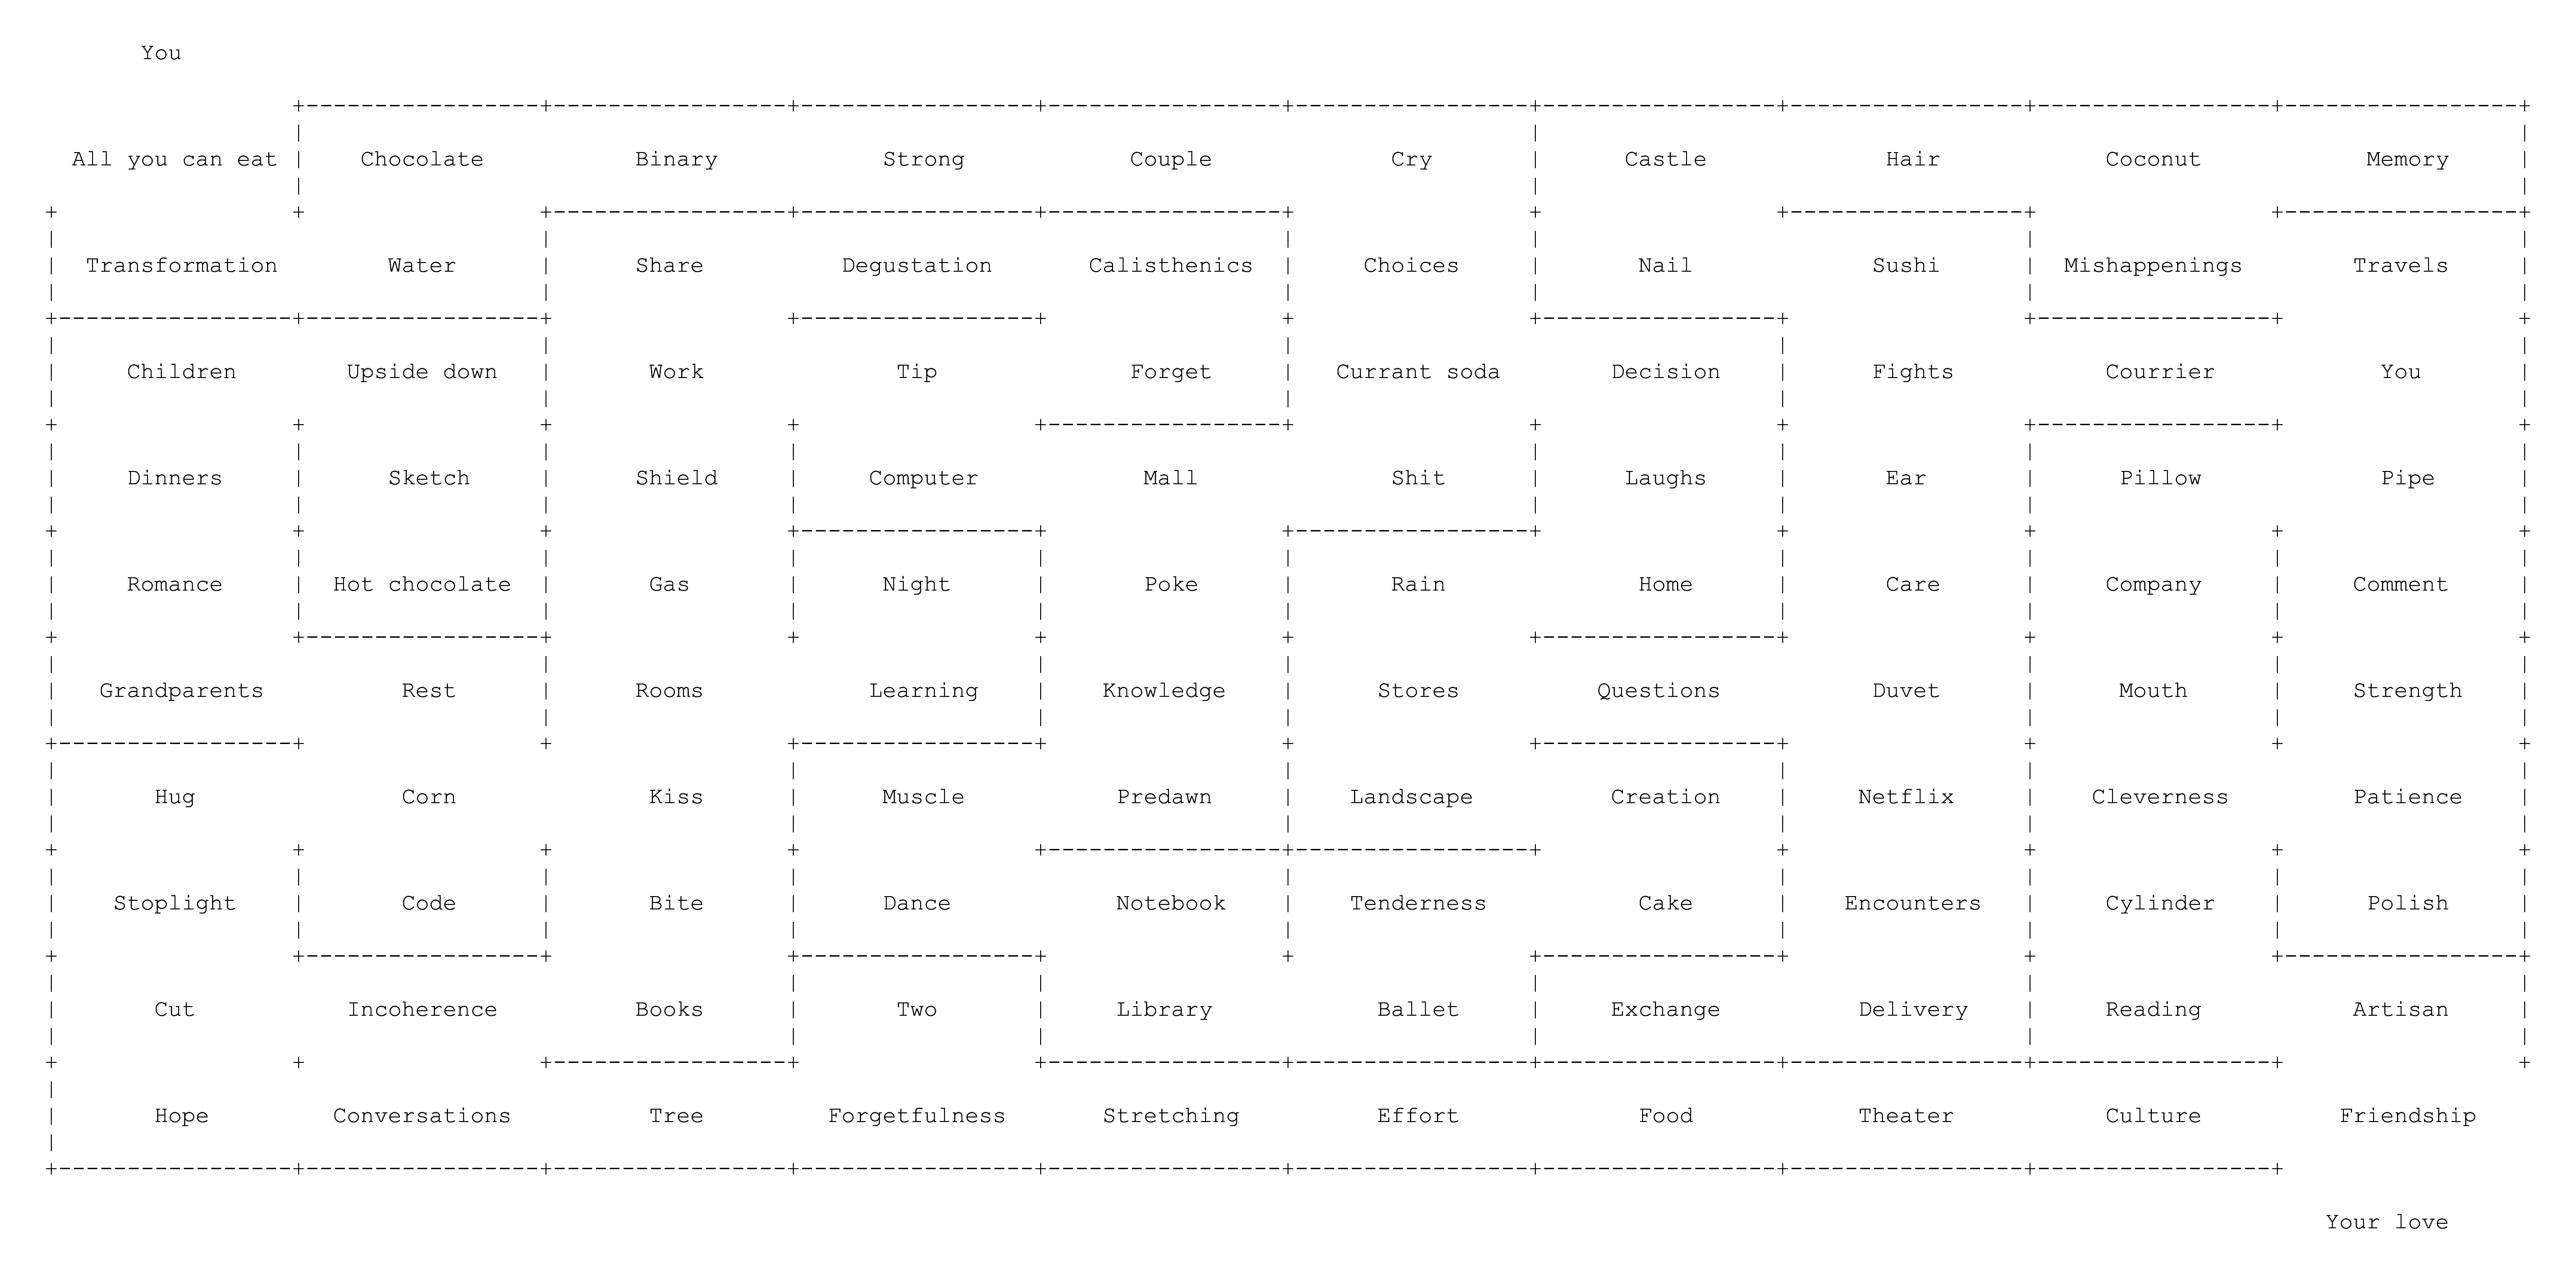 You
All you can eat Chocolate Binary Strong Couple Cry Castle Hair Coconut Memory
Transformation Water Share Degustation Calisthenics Choices Nail Sushi Mishappenings Travels
Children Upside down Work Tip Forget Currant soda Decision Fights Courrier You
Dinners Sketch Shield Computer Mall Shit Laughs Ear Pillow Pipe
Romance Hot chocolate Gas Night Poke Rain Home Care Company Comment
Grandparents Rest Rooms Learning Knowledge Stores Questions Duvet Mouth Strength
Hug Corn Kiss Muscle Predawn Landscape Creation Netflix Cleverness Patience
Stoplight Code Bite Dance Notebook Tenderness Cake Encounters Cylinder Polish
Cut Incoherence Books Two Library Ballet Exchange Delivery Reading Artisan
Hope Conversations Tree Forgetfulness Stretching Effort Food Theater Culture Friendship
Your love